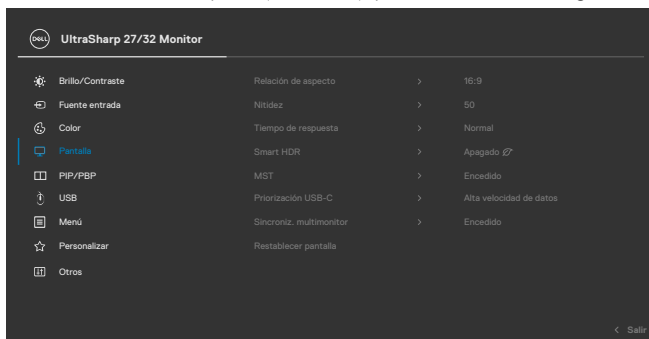 DELL UltraSharp 27/32 Monitor
Brillo/Contraste Relación de aspecto > 16:9
Fuente entrada Nitidez > 50
Color Tiempo de respuesta > Normal
Pantalla Smart HDR > Apagado
PIP/PBP MST > Encedido
USB Priorización USB-C > Alta velocidad de datos
Menú Sincroniz. multimonitor > Encedido
Personalizar Restablecer pantalla
Otros
< Salir